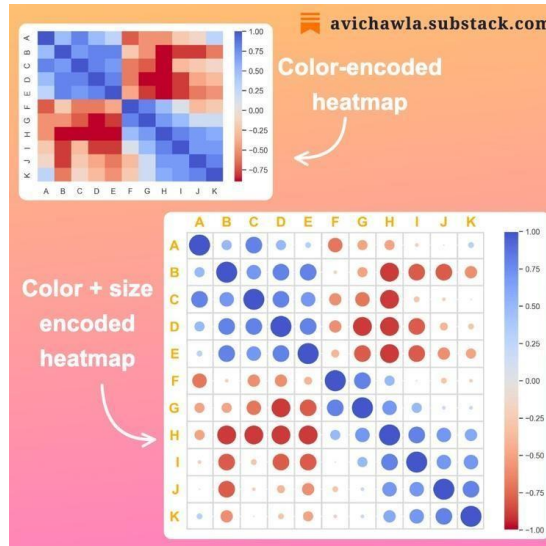 avichawla.substack.com
A
B
C
D
E
F
G
H
I
J
K
1.00
0.75
0.50
0.25
0.00
−0.25
−0.50
−0.75
A B C D E F G H I J K
Color-encoded
heatmap
A B C D E F G H I J K
A
B
C
D
E
F
G
H
I
J
K
1.00
0.75
0.50
0.25
0.00
−0.25
−0.50
−0.75
−1.00
Color + size
encoded
heatmap